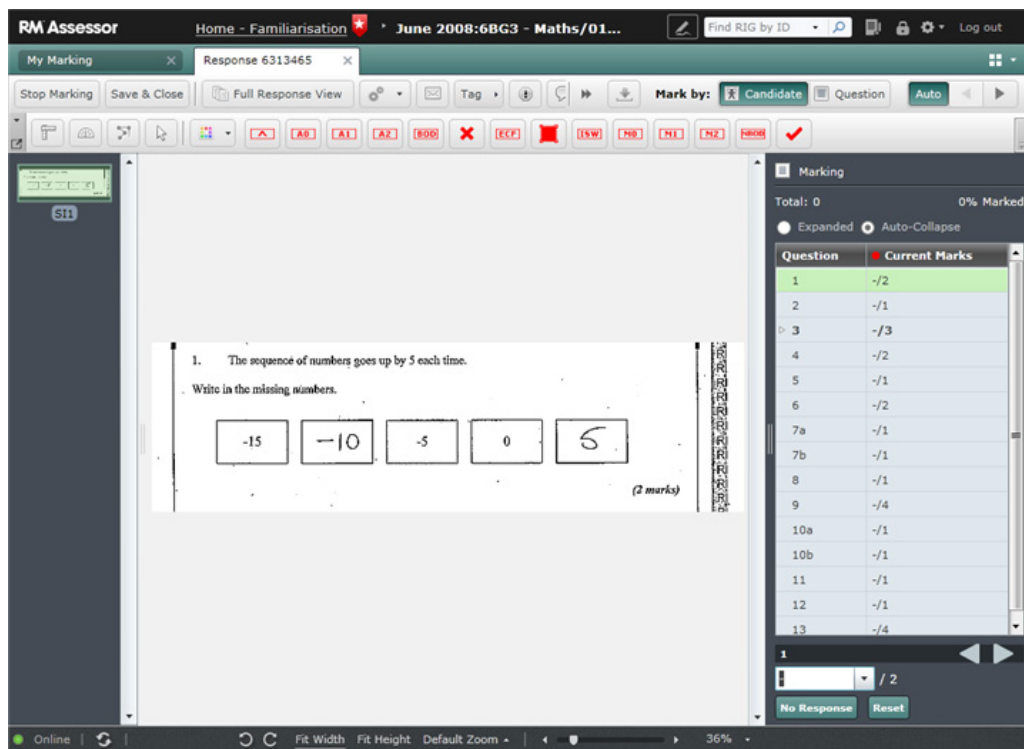 RM Assessor Home - Familiarisation June 2008:6BG3 - Maths/01... Find RIG by ID Log out
My Marking Response 6313465
Stop Marking Save & Close Full Response View Tag Mark by: Candidate Question Auto
A0 A1 A2 BOD ECF ISW M0 M1 M2 NBOD
SI1
1. The sequence of numbers goes up by 5 each time.
Write in the missing numbers.
-15 -10 -5 0 5
(2 marks)
Marking
Total: 0 0% Marked
Expanded Auto-Collapse
Question Current Marks
1 -/2
2 -/1
3 -/3
4 -/2
5 -/1
6 -/2
7a -/1
7b -/1
8 -/1
9 -/4
10a -/1
10b -/1
11 -/1
12 -/1
13 -/4
1
- / 2
No Response Reset
Online Fit Width Fit Height Default Zoom 36%